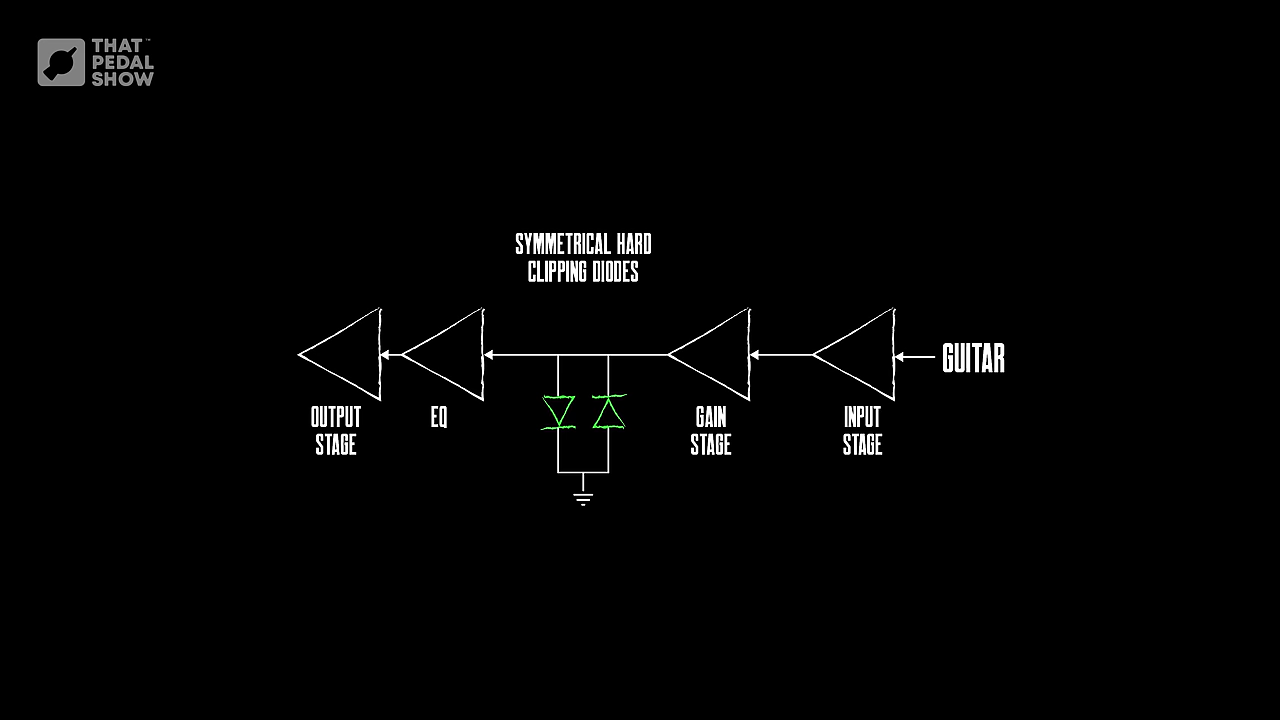 THAT™
PEDAL
SHOW
SYMMETRICAL HARD
CLIPPING DIODES
GUITAR
OUTPUT
STAGE
EQ
GAIN
STAGE
INPUT
STAGE